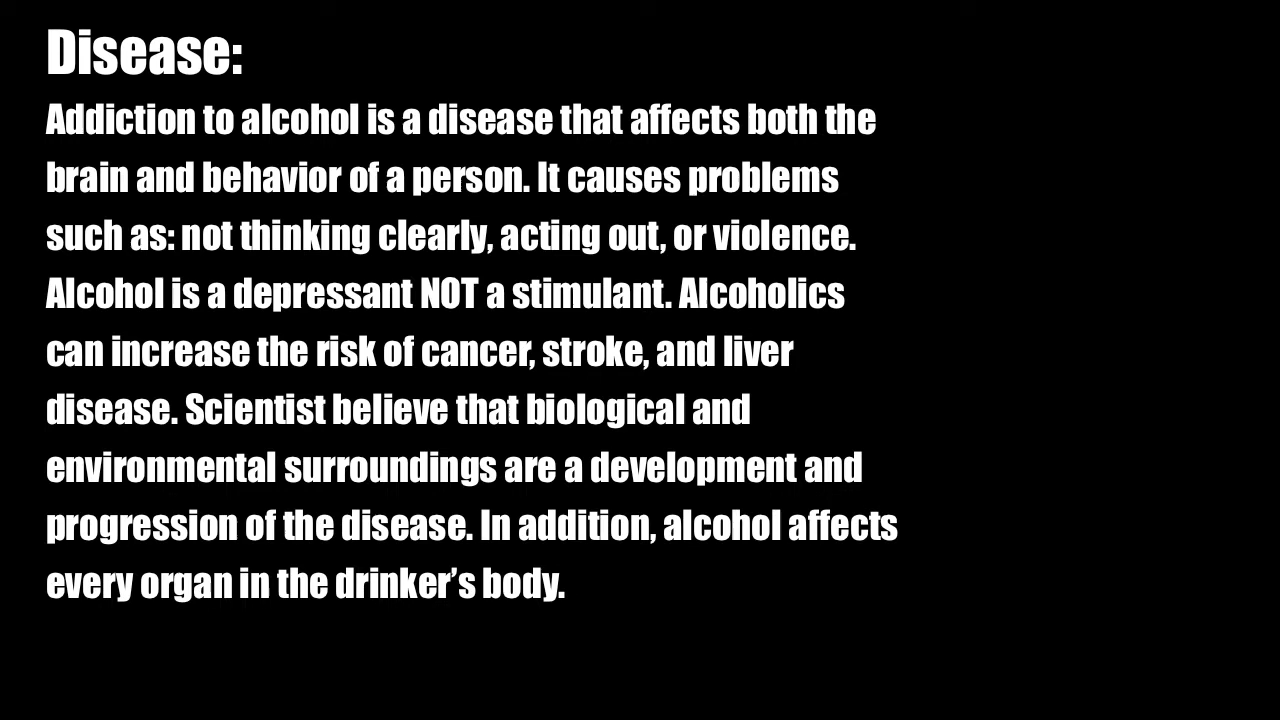 Disease:
Addiction to alcohol is a disease that affects both the
brain and behavior of a person. It causes problems
such as: not thinking clearly, acting out, or violence.
Alcohol is a depressant NOT a stimulant. Alcoholics
can increase the risk of cancer, stroke, and liver
disease. Scientist believe that biological and
environmental surroundings are a development and
progression of the disease. In addition, alcohol affects
every organ in the drinker’s body.